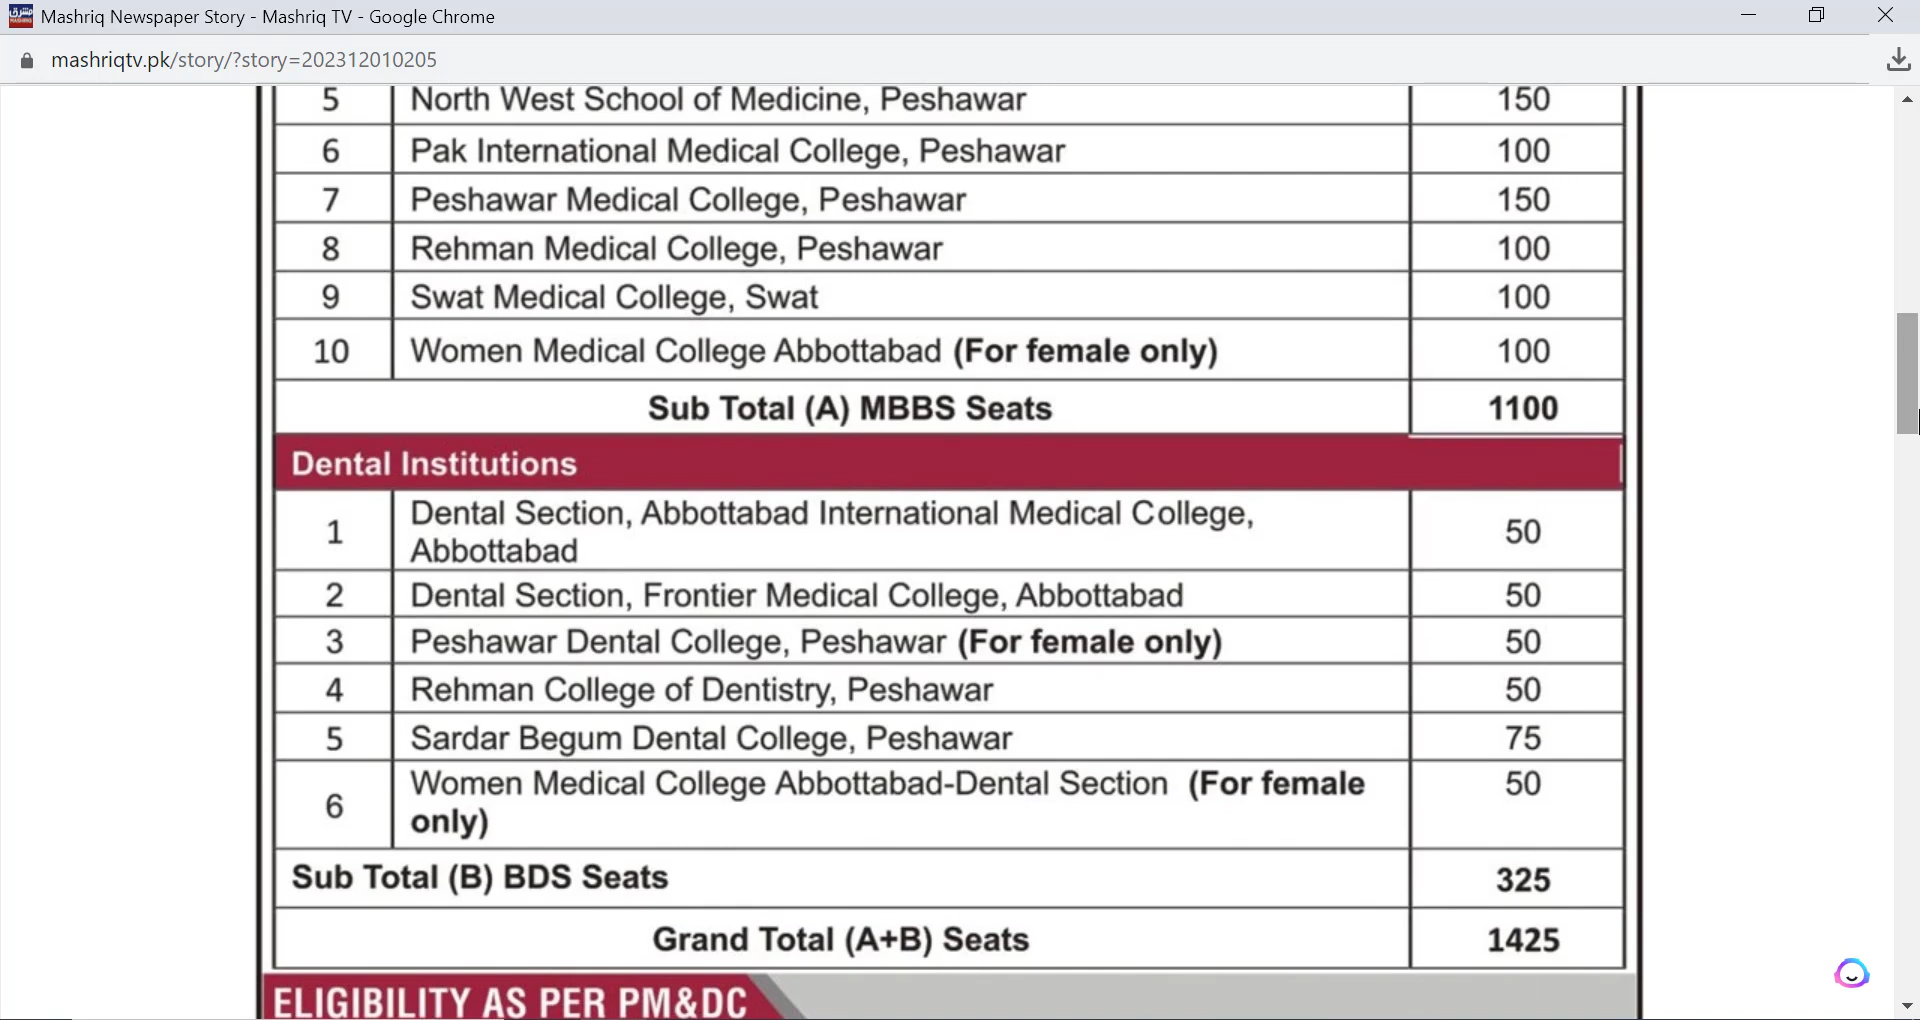 Mashriq Newspaper Story - Mashriq TV - Google Chrome
mashriqtv.pk/story/?story=202312010205
5 North West School of Medicine, Peshawar 150
6 Pak International Medical College, Peshawar 100
7 Peshawar Medical College, Peshawar 150
8 Rehman Medical College, Peshawar 100
9 Swat Medical College, Swat 100
10 Women Medical College Abbottabad (For female only) 100
Sub Total (A) MBBS Seats 1100
Dental Institutions
1 Dental Section, Abbottabad International Medical College, 50
Abbottabad
2 Dental Section, Frontier Medical College, Abbottabad 50
3 Peshawar Dental College, Peshawar (For female only) 50
4 Rehman College of Dentistry, Peshawar 50
5 Sardar Begum Dental College, Peshawar 75
6 Women Medical College Abbottabad-Dental Section (For female 50
only)
Sub Total (B) BDS Seats 325
Grand Total (A+B) Seats 1425
ELIGIBILITY AS PER PM&DC